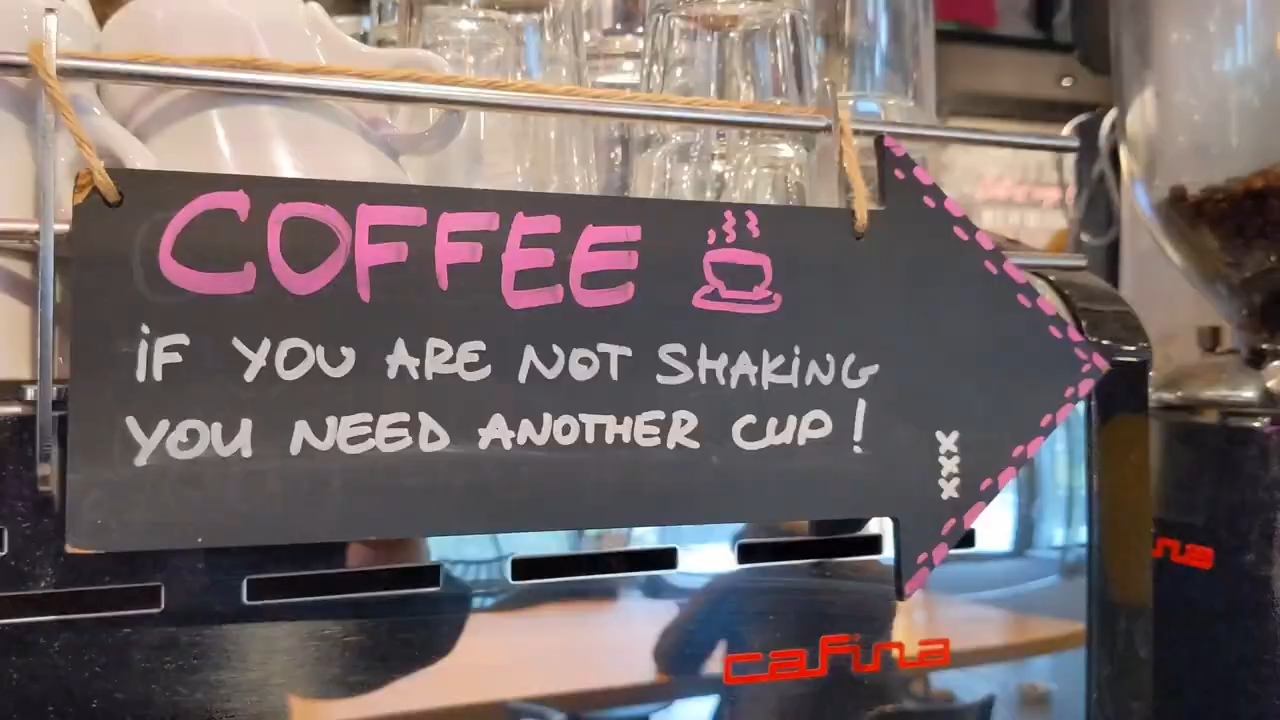 COFFEE
iF YOU ARE NOT SHAKiNG
YOU NEED ANOTHER CUP!
xxx
cafina